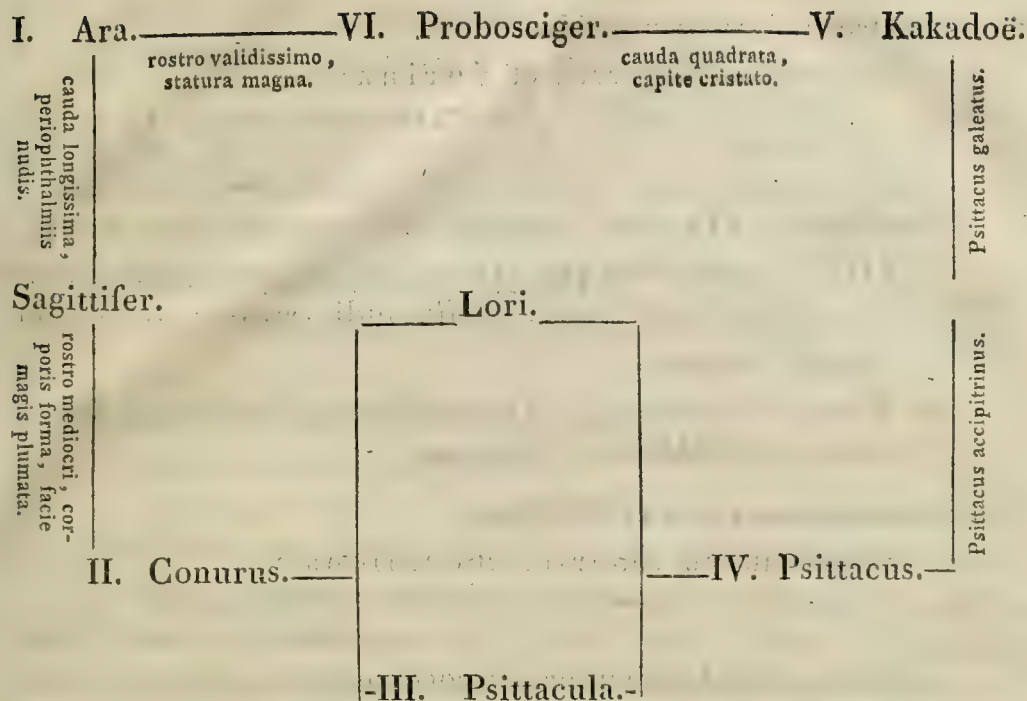 I. Ara. VI. Proboscinger. V. Kakadoë.
rostro validissimo,
statura magna.
cauda quadrata,
capite cristato.
cauda longissima,
periophthalmiis
nudis.
Psittacus galeatus.
Sagittifer. Lori.
rostro mediocri, cor-
poris forma, facie
magis plumata.
Psittacus accipitrinus.
II. Conurus. IV. Psittacus.
III. Psittacula.